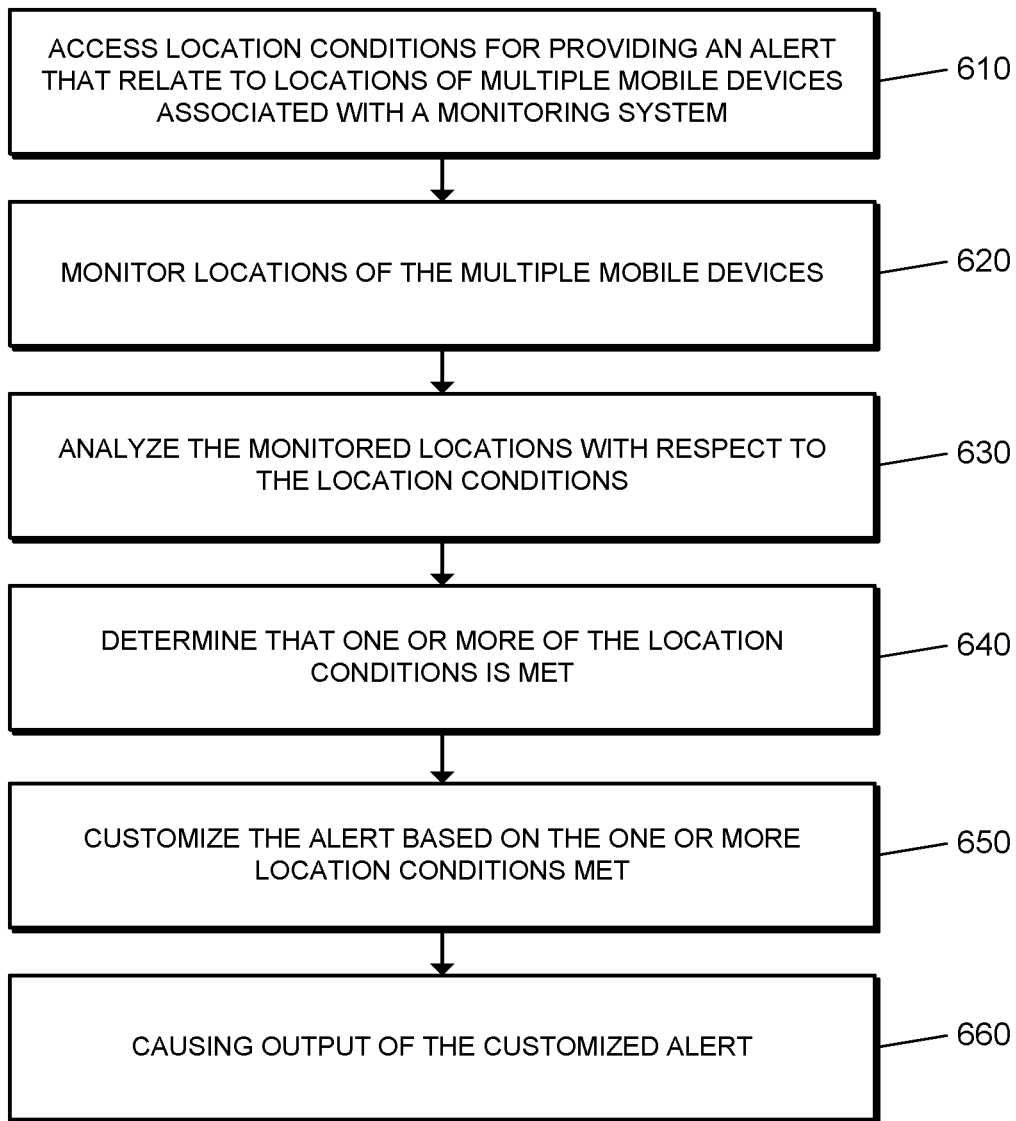 ACCESS LOCATION CONDITIONS FOR PROVIDING AN ALERT
THAT RELATE TO LOCATIONS OF MULTIPLE MOBILE DEVICES
ASSOCIATED WITH A MONITORING SYSTEM
610
MONITOR LOCATIONS OF THE MULTIPLE MOBILE DEVICES
620
ANALYZE THE MONITORED LOCATIONS WITH RESPECT TO
THE LOCATION CONDITIONS
630
DETERMINE THAT ONE OR MORE OF THE LOCATION
CONDITIONS IS MET
640
CUSTOMIZE THE ALERT BASED ON THE ONE OR MORE
LOCATION CONDITIONS MET
650
CAUSING OUTPUT OF THE CUSTOMIZED ALERT
660